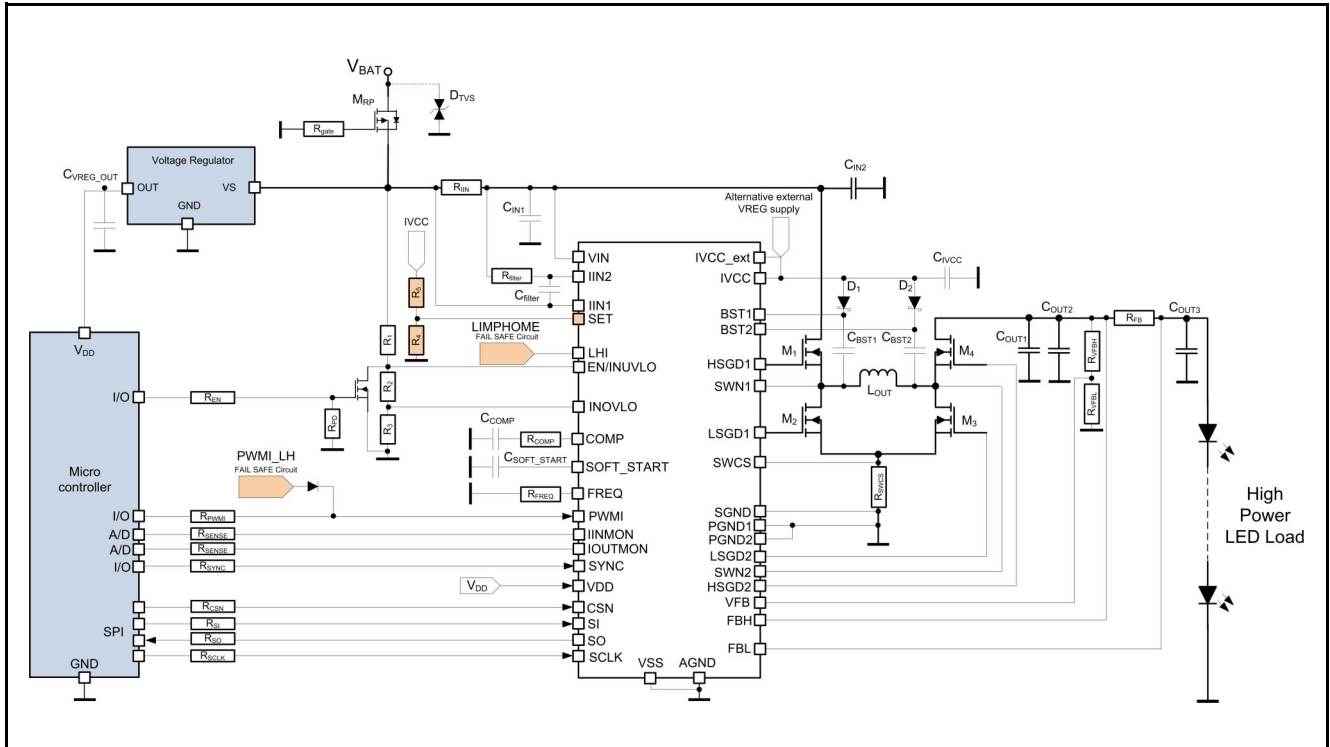 VBAT
MRP
DTVS
Rgate
Voltage Regulator
CVREG_OUT
OUT
VS
GND
RIIN
CIN1
CIN2
IVCC
Alternative external
VREG supply
VIN
IIN2
IIN1
SET
LHI
EN/INUVLO
INOVLO
COMP
SOFT_START
FREQ
PWMI
IINMON
IOUTMON
SYNC
VDD
CSN
SI
SO
SCLK
VSS
AGND
IVCC_ext
IVCC
BST1
BST2
HSGD1
SWN1
LSGD1
SWCS
SGND
PGND1
PGND2
LSGD2
SWN2
HSGD2
VFB
FBH
FBL
Rfilter
Cfilter
R5
R4
LIMPHOME
FAIL SAFE Circuit
R1
R2
R3
REN
RPD
CCOMP
RCOMP
CSOFT_START
RFREQ
PWMI_LH
FAIL SAFE Circuit
VDD
I/O
Micro
controller
I/O
A/D
A/D
I/O
SPI
GND
RPWMI
RSENSE
RSENSE
RSYNC
VDD
RCSN
RSI
RSO
RSCLK
CIVCC
D1
D2
CBST1
CBST2
M1
M2
M3
M4
LOUT
RSWCS
COUT1
COUT2
COUT3
RFB
RVFBH
RVFBL
High
Power
LED Load